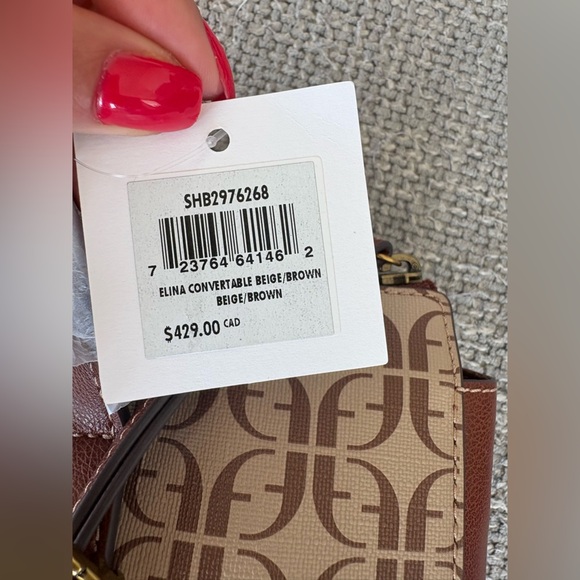 SHB2976268
7 23764 64146 2
ELINA CONVERTABLE BEIGE/BROWN
BEIGE/BROWN
$429.00 CAD